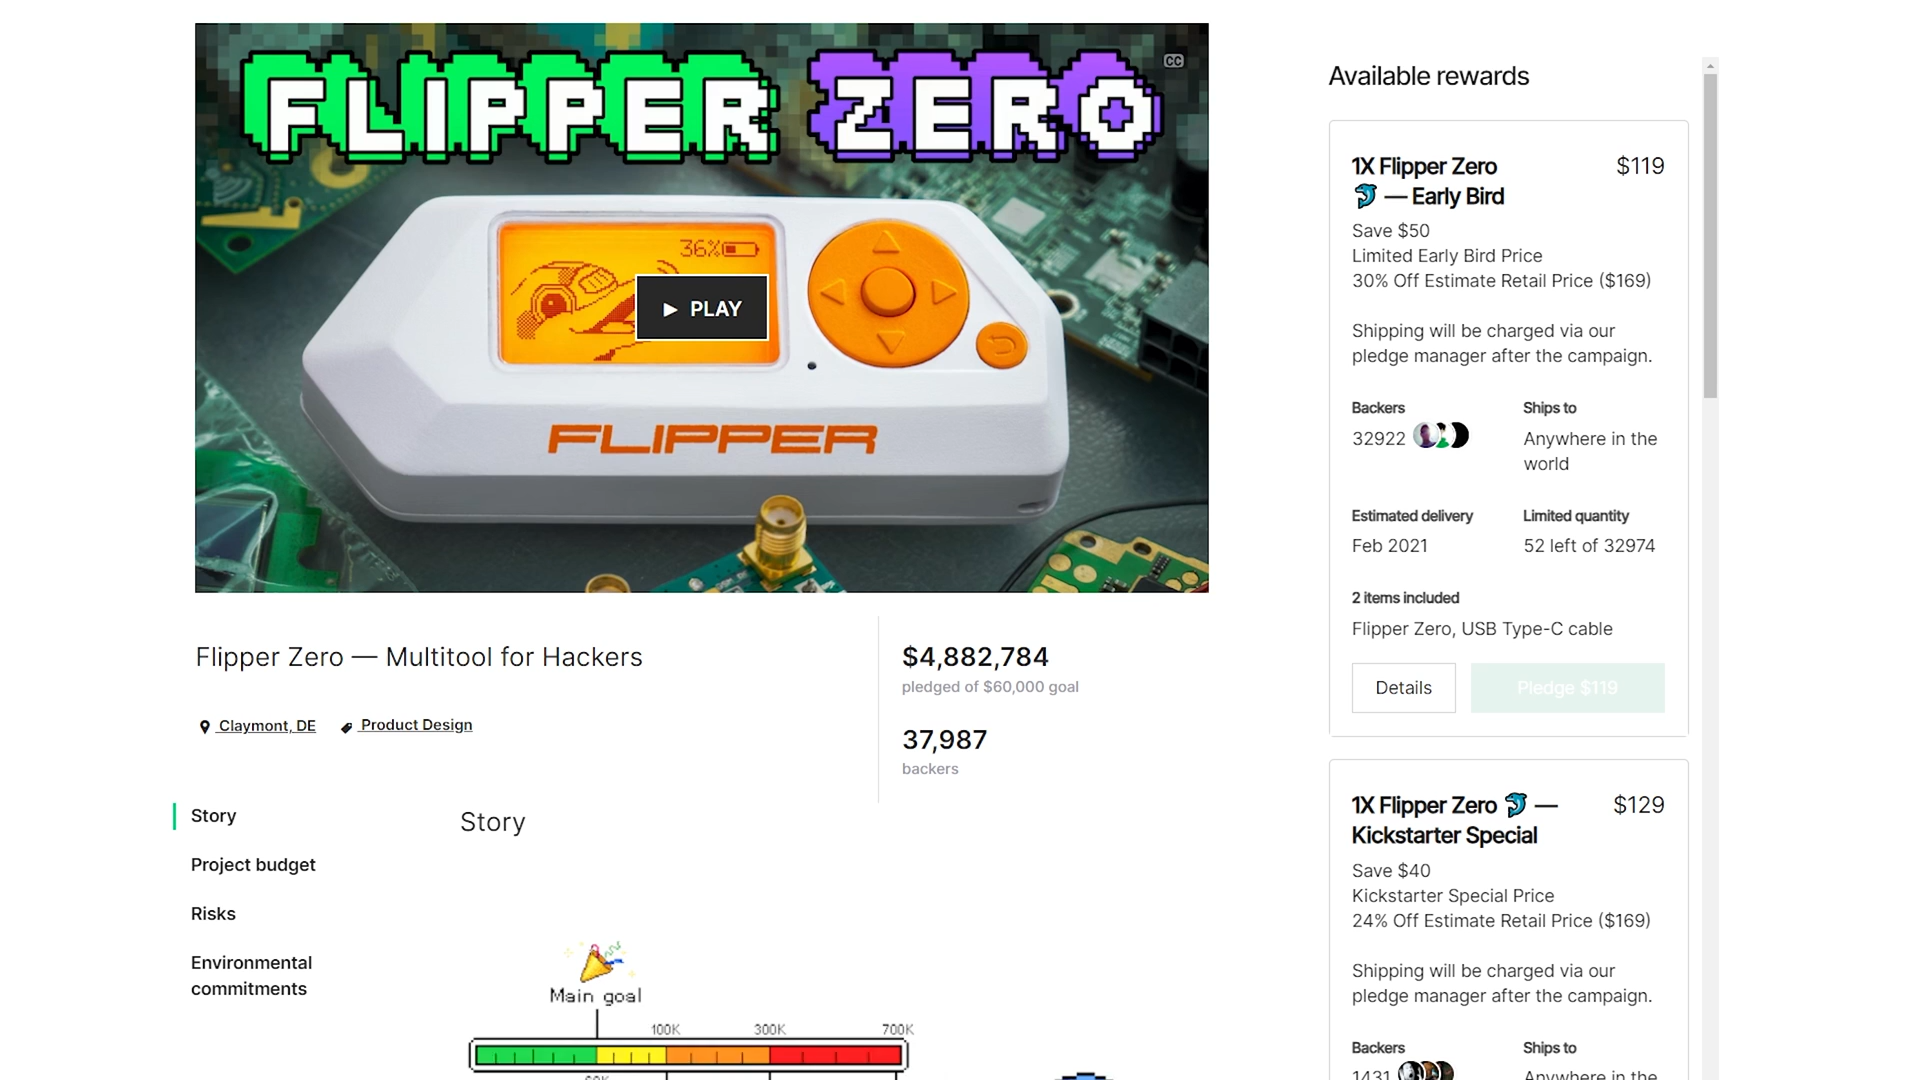 FLIPPER ZERO
CC
36%
PLAY
FLIPPER
Flipper Zero — Multitool for Hackers
Claymont, DE
Product Design
$4,882,784
pledged of $60,000 goal
37,987
backers
Story
Project budget
Risks
Environmental
commitments
Story
Main goal
100K
300K
700K
Available rewards
1X Flipper Zero
🐬 — Early Bird
$119
Save $50
Limited Early Bird Price
30% Off Estimate Retail Price ($169)
Shipping will be charged via our
pledge manager after the campaign.
Backers
32922
Ships to
Anywhere in the
world
Estimated delivery
Feb 2021
Limited quantity
52 left of 32974
2 items included
Flipper Zero, USB Type-C cable
Details
Pledge $119
1X Flipper Zero 🐬 —
Kickstarter Special
$129
Save $40
Kickstarter Special Price
24% Off Estimate Retail Price ($169)
Shipping will be charged via our
pledge manager after the campaign.
Backers
1431
Ships to
Anywhere in the